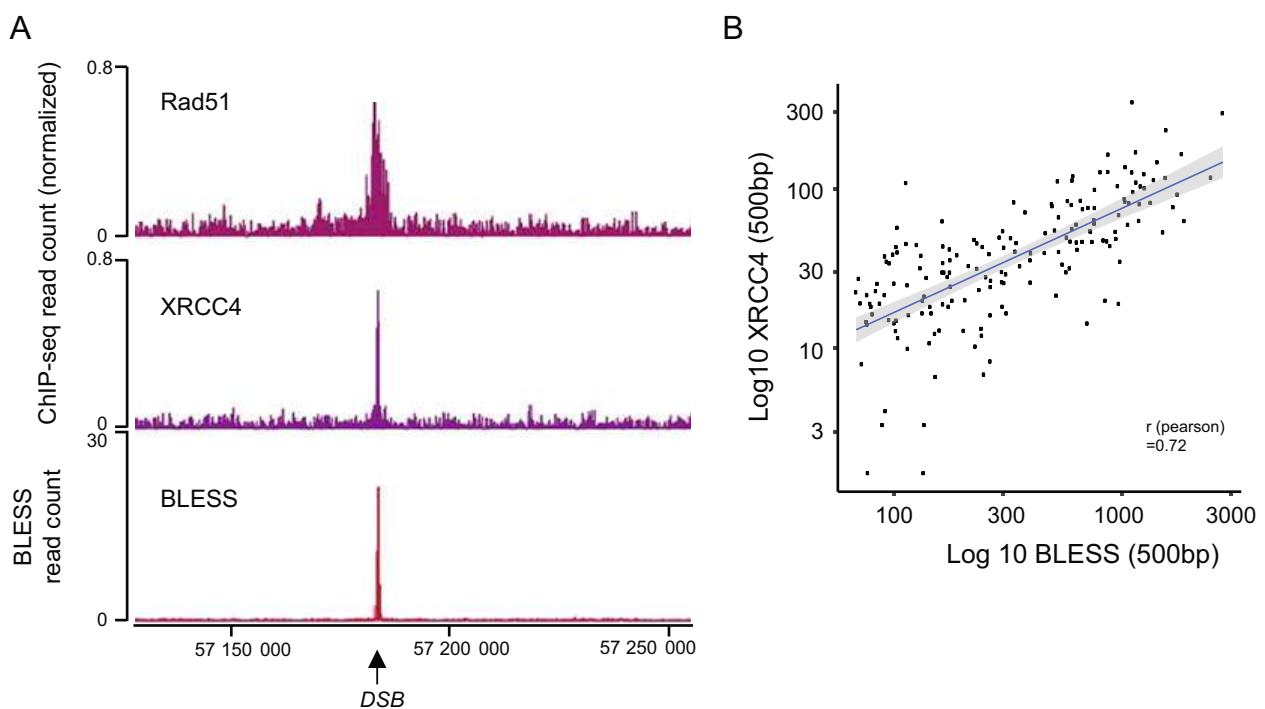 A
ChIP-seq read count (normalized)
0.8
Rad51
0
0.8
XRCC4
0
BLESS
read count
30
BLESS
0
57 150 000
57 200 000
57 250 000
DSB
B
Log10 XRCC4 (500bp)
300
100
30
10
3
r (pearson)
=0.72
100
300
1000
3000
Log 10 BLESS (500bp)